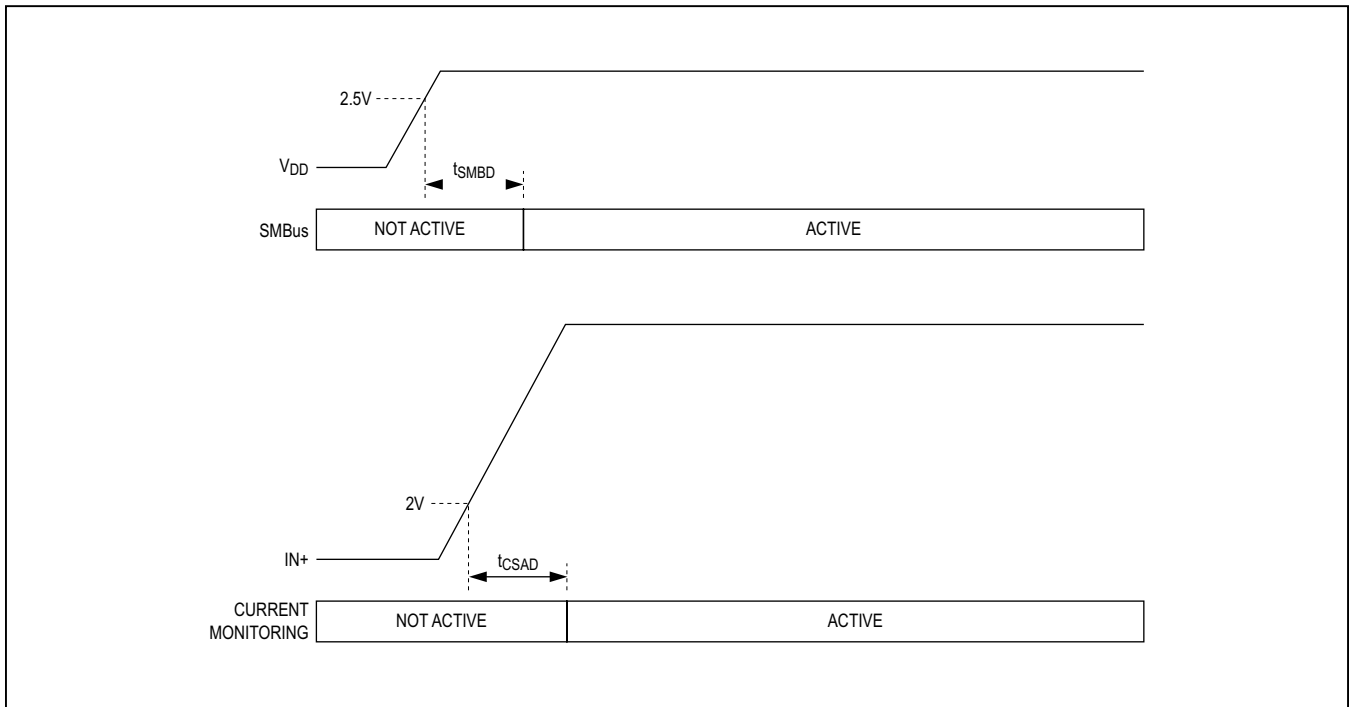 2.5V
VDD
tSMBD
SMBus
NOT ACTIVE
ACTIVE
2V
IN+
tCSAD
CURRENT
MONITORING
NOT ACTIVE
ACTIVE